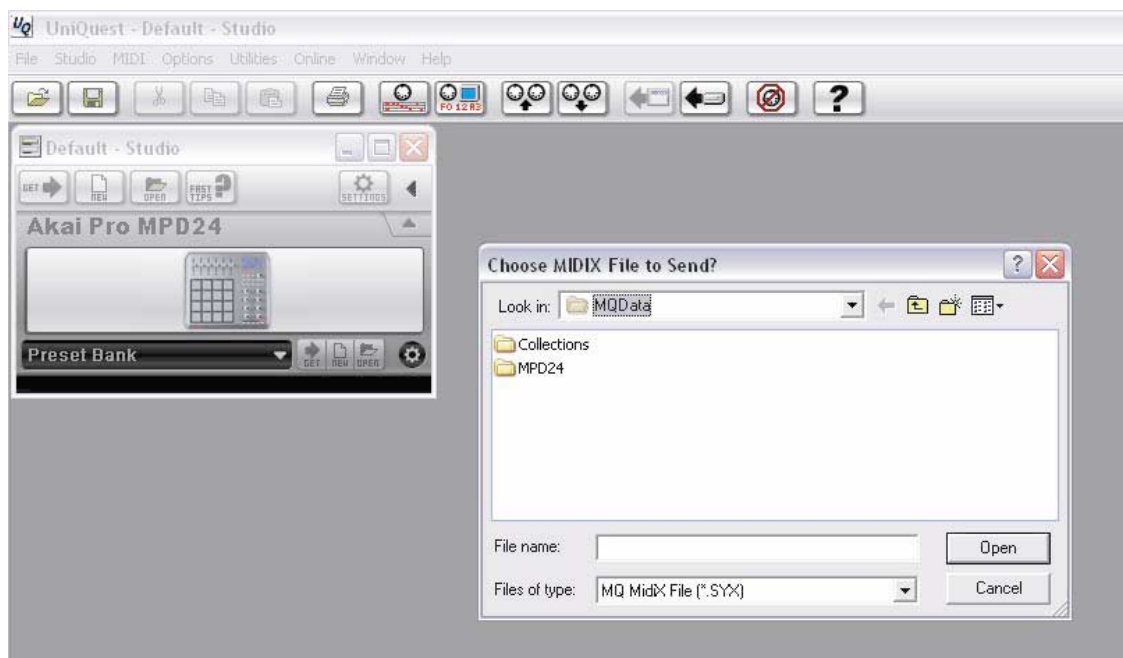 UQ UniQuest - Default - Studio
File Studio MIDI Options Utilities Online Window Help
F0 12 A3
?
Default - Studio
GET NEW OPEN FAST TIPS ? SETTINGS
Akai Pro MPD24
Preset Bank GET NEW OPEN
Choose MIDIX File to Send?
Look in: MQData
Collections
MPD24
File name: Open
Files of type: MQ MidiX File (*.SYX) Cancel